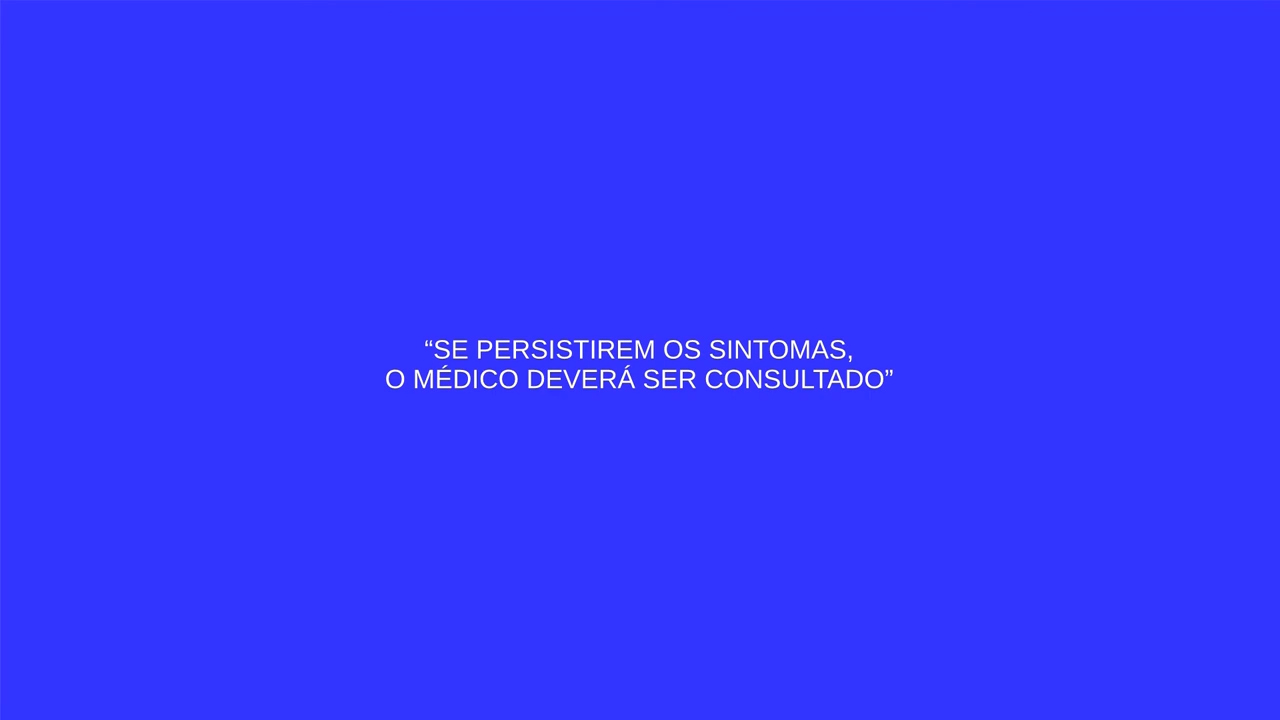 “SE PERSISTIREM OS SINTOMAS,
O MÉDICO DEVERÁ SER CONSULTADO”